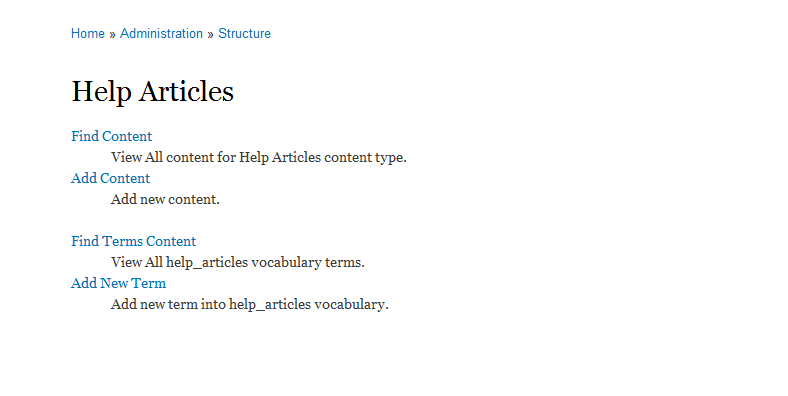 Home » Administration » Structure
Help Articles
Find Content
View All content for Help Articles content type.
Add Content
Add new content.
Find Terms Content
View All help_articles vocabulary terms.
Add New Term
Add new term into help_articles vocabulary.